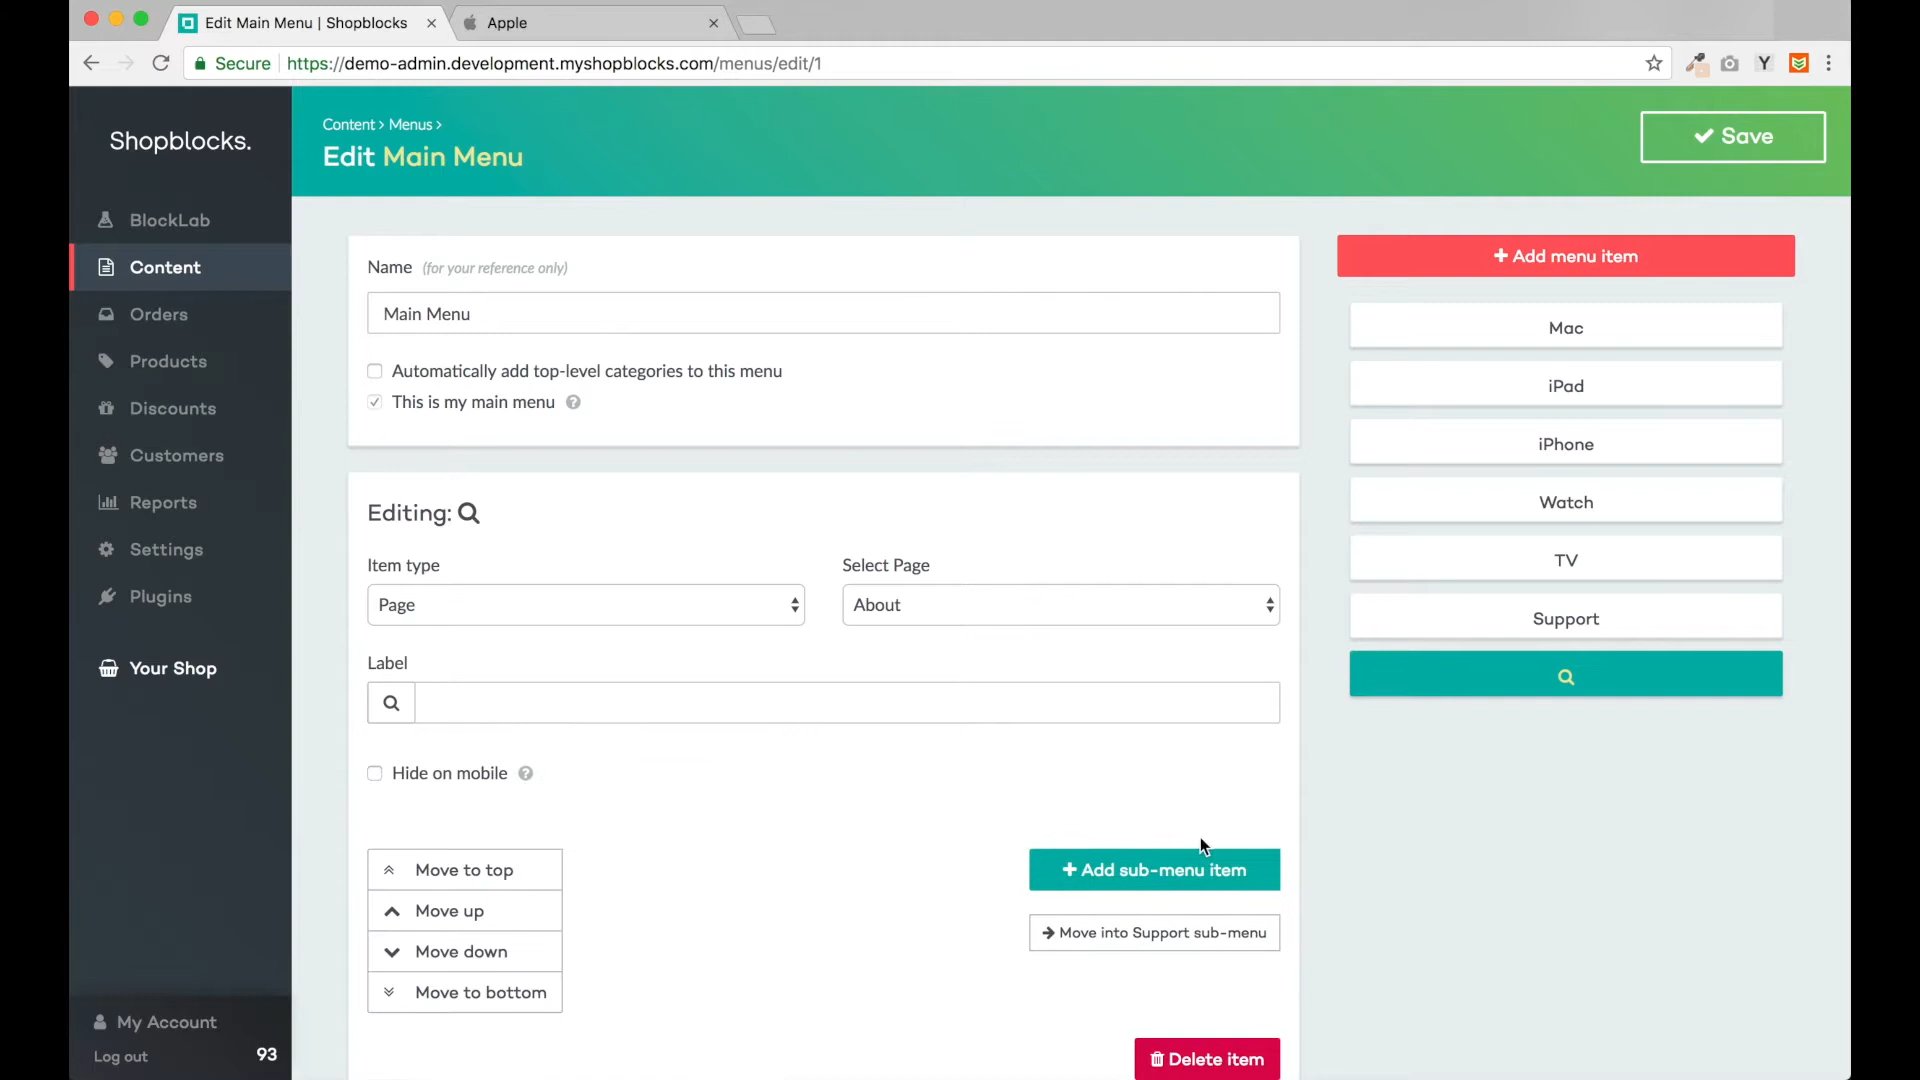 Edit Main Menu | Shopblocks
Apple
Secure https://demo-admin.development.myshopblocks.com/menus/edit/1
Y
Shopblocks.
BlockLab
Content
Orders
Products
Discounts
Customers
Reports
Settings
Plugins
Your Shop
My Account
Log out 93
Content > Menus >
Edit Main Menu
Save
Name (for your reference only)
Main Menu
Automatically add top-level categories to this menu
This is my main menu ?
Editing:
Item type
Page
Select Page
About
Label
Hide on mobile ?
Move to top
Move up
Move down
Move to bottom
+ Add sub-menu item
Move into Support sub-menu
Delete item
+ Add menu item
Mac
iPad
iPhone
Watch
TV
Support